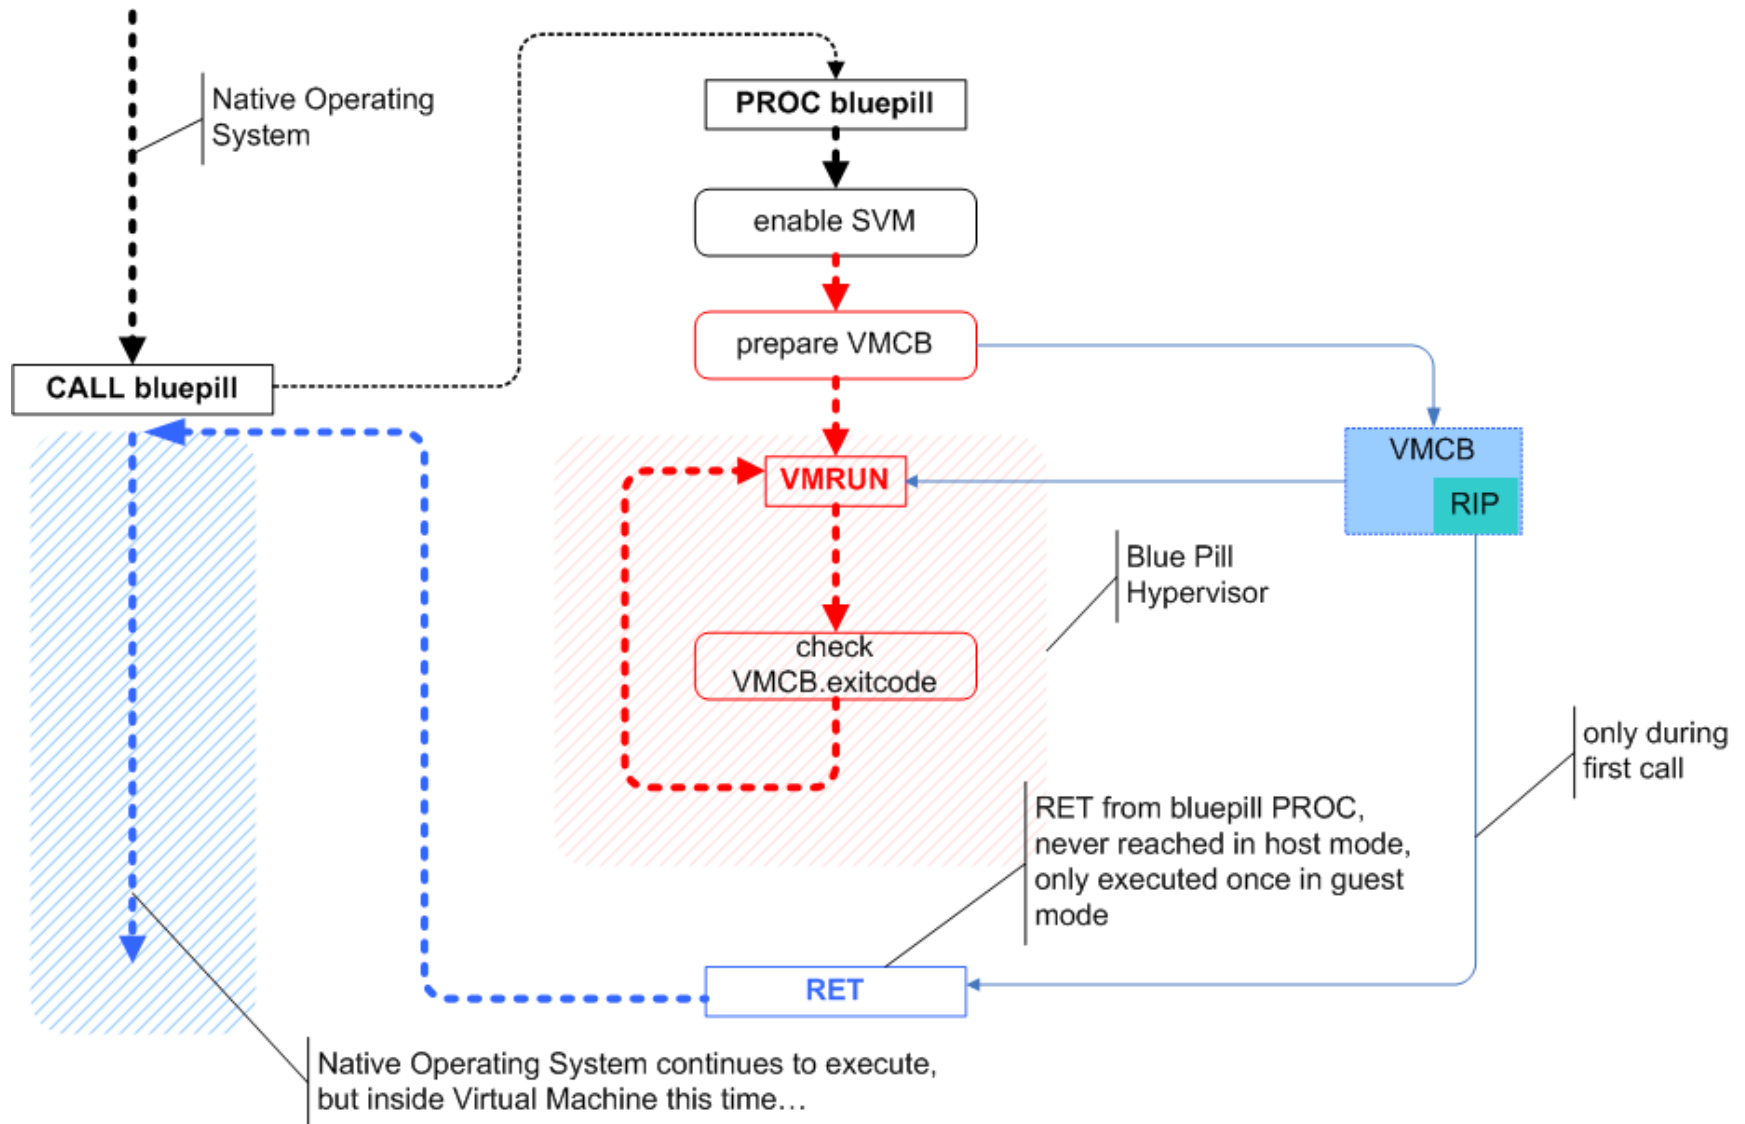 Native Operating
System
PROC bluepill
enable SVM
prepare VMCB
CALL bluepill
VMCB
RIP
VMRUN
Blue Pill
Hypervisor
check
VMCB.exitcode
only during
first call
RET from bluepill PROC,
never reached in host mode,
only executed once in guest
mode
RET
Native Operating System continues to execute,
but inside Virtual Machine this time…